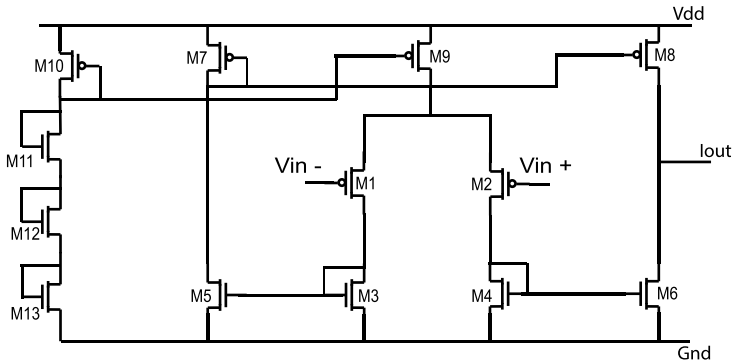 Vdd
M10
M7
M9
M8
M11
Vin -
M1
M2
Vin +
Iout
M12
M13
M5
M3
M4
M6
Gnd